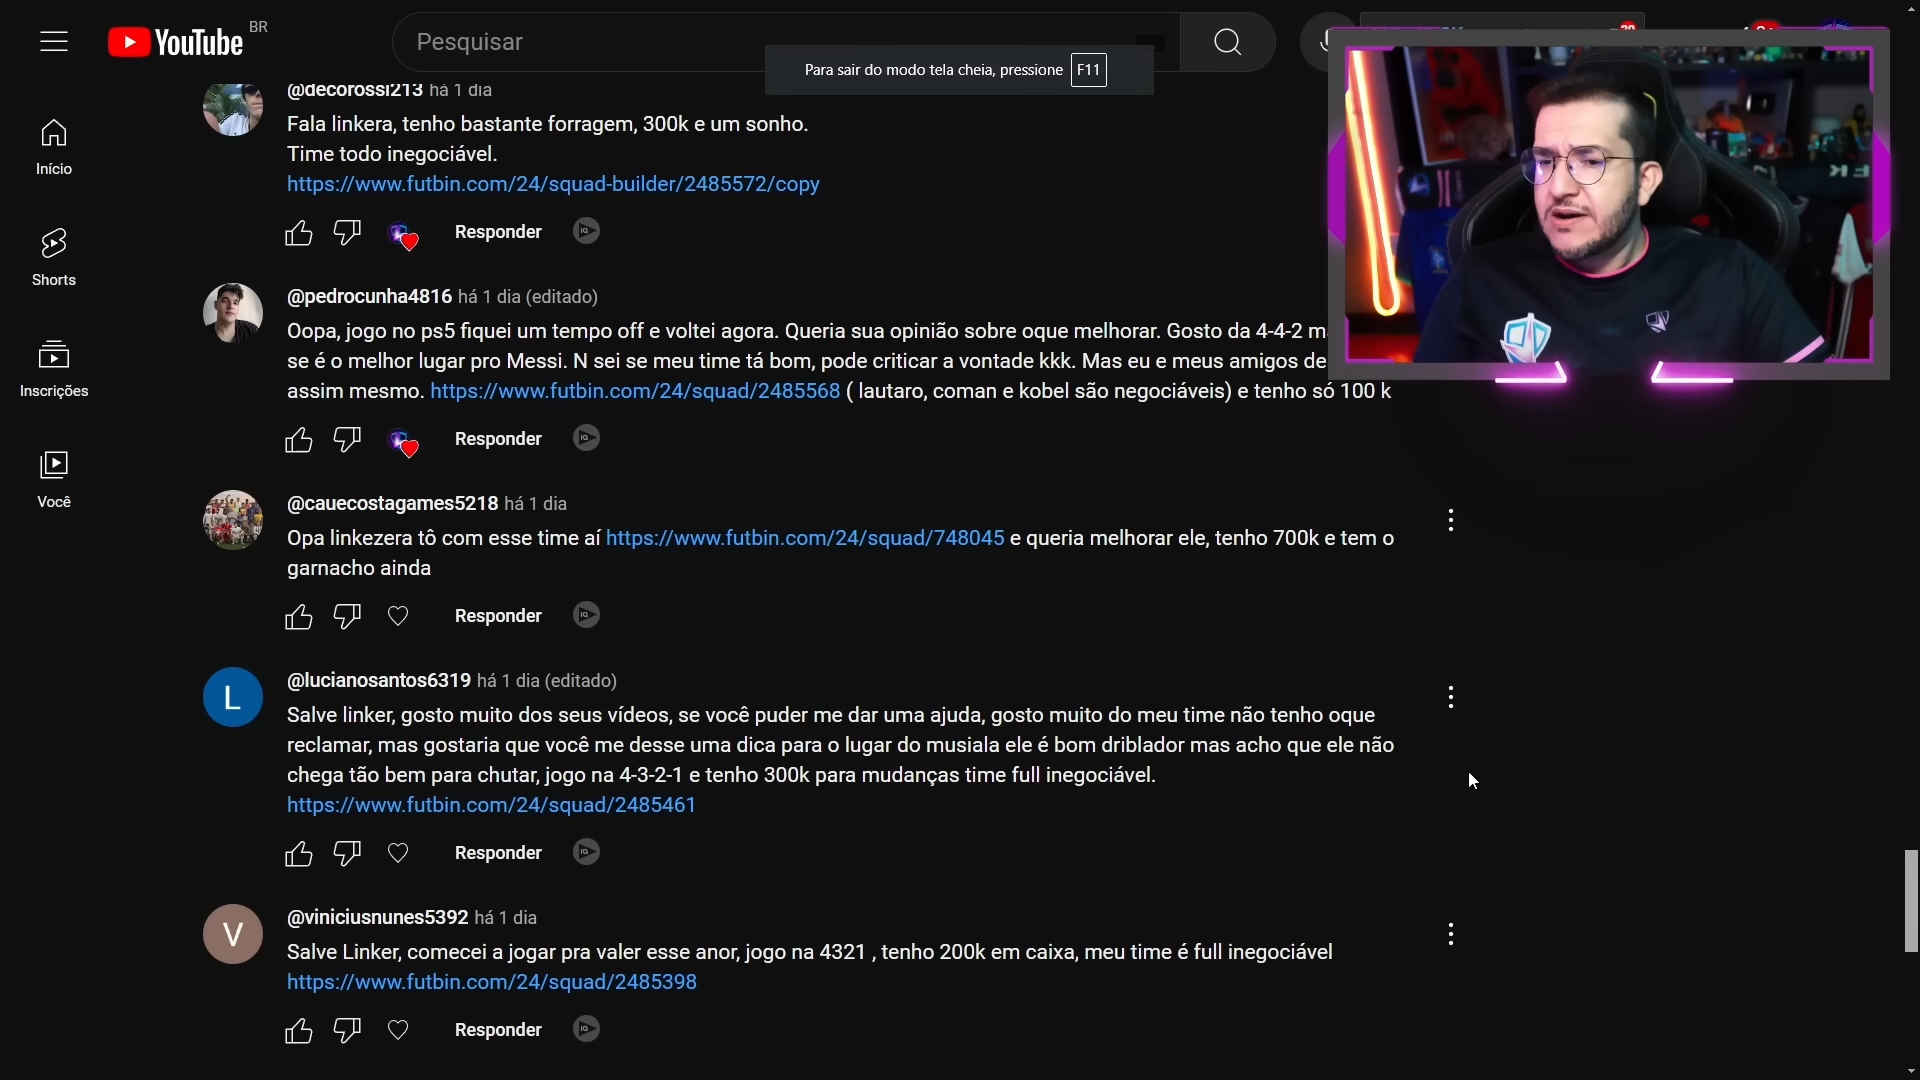 YouTube BR
Pesquisar
Para sair do modo tela cheia, pressione F11
Início
Shorts
Inscrições
Você
@decorossi213 há 1 dia
Fala linkera, tenho bastante forragem, 300k e um sonho.
Time todo inegociável.
https://www.futbin.com/24/squad-builder/2485572/copy
Responder
@pedrocunha4816 há 1 dia (editado)
Oopa, jogo no ps5 fiquei um tempo off e voltei agora. Queria sua opinião sobre oque melhorar. Gosto da 4-4-2
se é o melhor lugar pro Messi. N sei se meu time tá bom, pode criticar a vontade kkk. Mas eu e meus amigos
assim mesmo. https://www.futbin.com/24/squad/2485568 ( lautaro, coman e kobel são negociáveis) e tenho só 100 k
Responder
@cauecostagames5218 há 1 dia
Opa linkezera tô com esse time aí https://www.futbin.com/24/squad/748045 e queria melhorar ele, tenho 700k e tem o
garnacho ainda
Responder
L
@lucianosantos6319 há 1 dia (editado)
Salve linker, gosto muito dos seus vídeos, se você puder me dar uma ajuda, gosto muito do meu time não tenho oque
reclamar, mas gostaria que você me desse uma dica para o lugar do musiala ele é bom driblador mas acho que ele não
chega tão bem para chutar, jogo na 4-3-2-1 e tenho 300k para mudanças time full inegociável.
https://www.futbin.com/24/squad/2485461
Responder
V
@viniciusnunes5392 há 1 dia
Salve Linker, comecei a jogar pra valer esse anor, jogo na 4321 , tenho 200k em caixa, meu time é full inegociável
https://www.futbin.com/24/squad/2485398
Responder